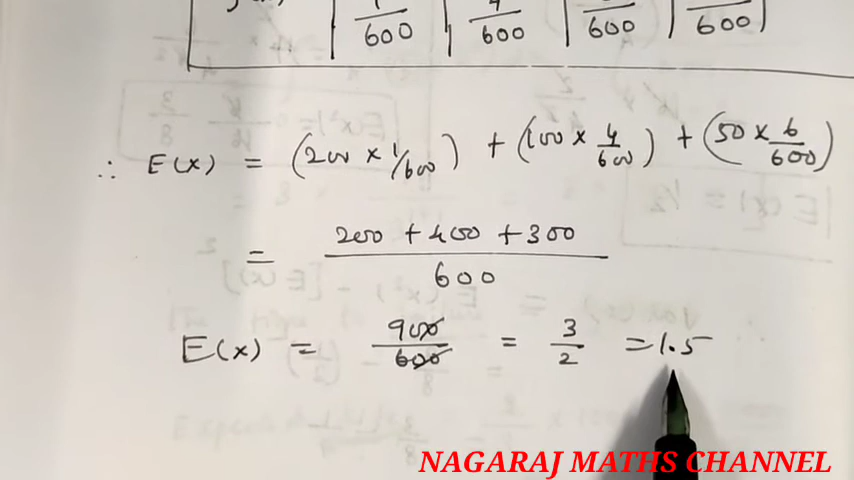 1/600 4/600 600 600
∴ E(x) = (200 × 1/600) + (100 × 4/600) + (50 × 6/600)
= 200 + 400 + 300 / 600
E(x) = 900/600 = 3/2 = 1.5
NAGARAJ MATHS CHANNEL